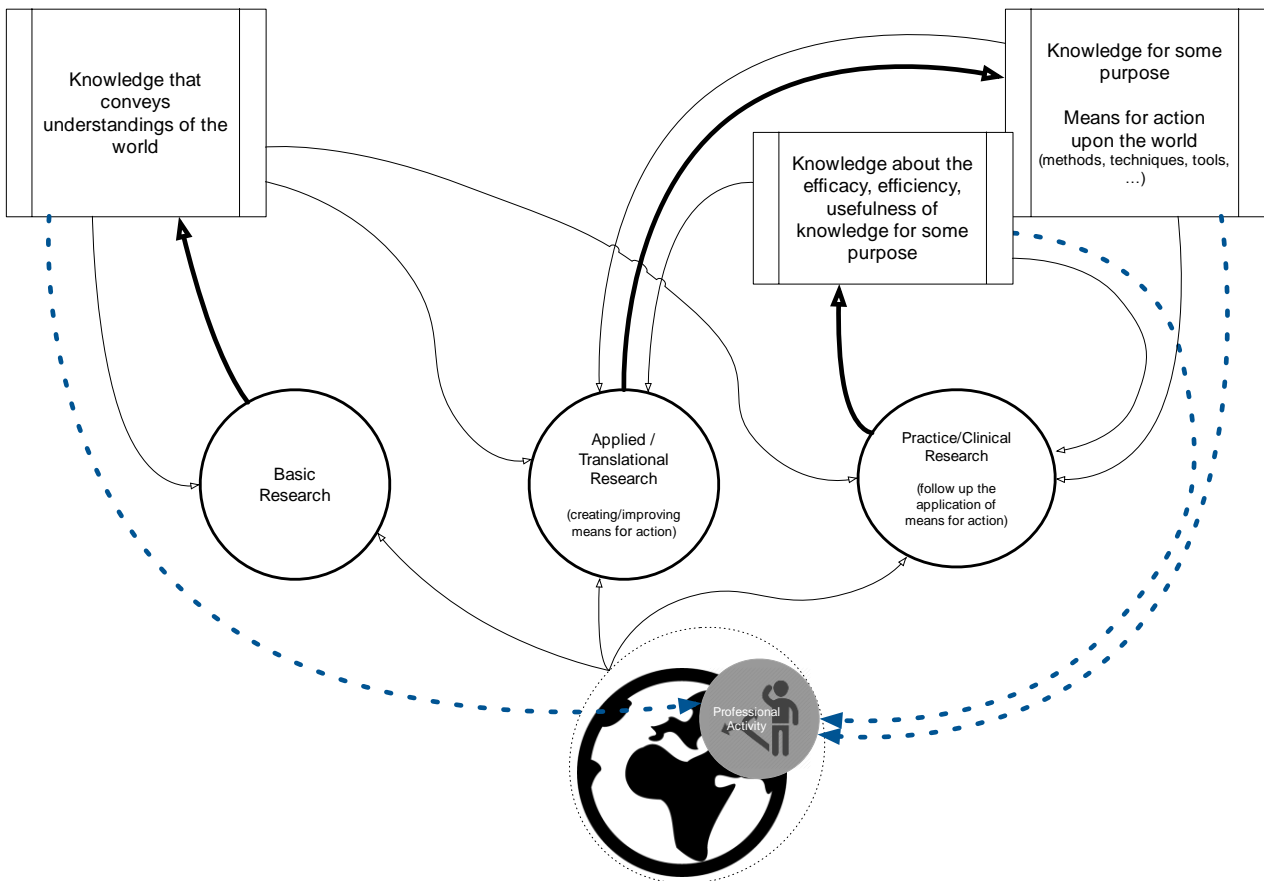 Knowledge that
conveys
understandings of the
world
Knowledge for some
purpose
Means for action
upon the world
(methods, techniques, tools,
…)
Knowledge about the
efficacy, efficiency,
usefulness of
knowledge for some
purpose
Basic
Research
Applied /
Translational
Research
(creating/improving
means for action)
Practice/Clinical
Research
(follow up the
application of
means for action)
Professional
Activity